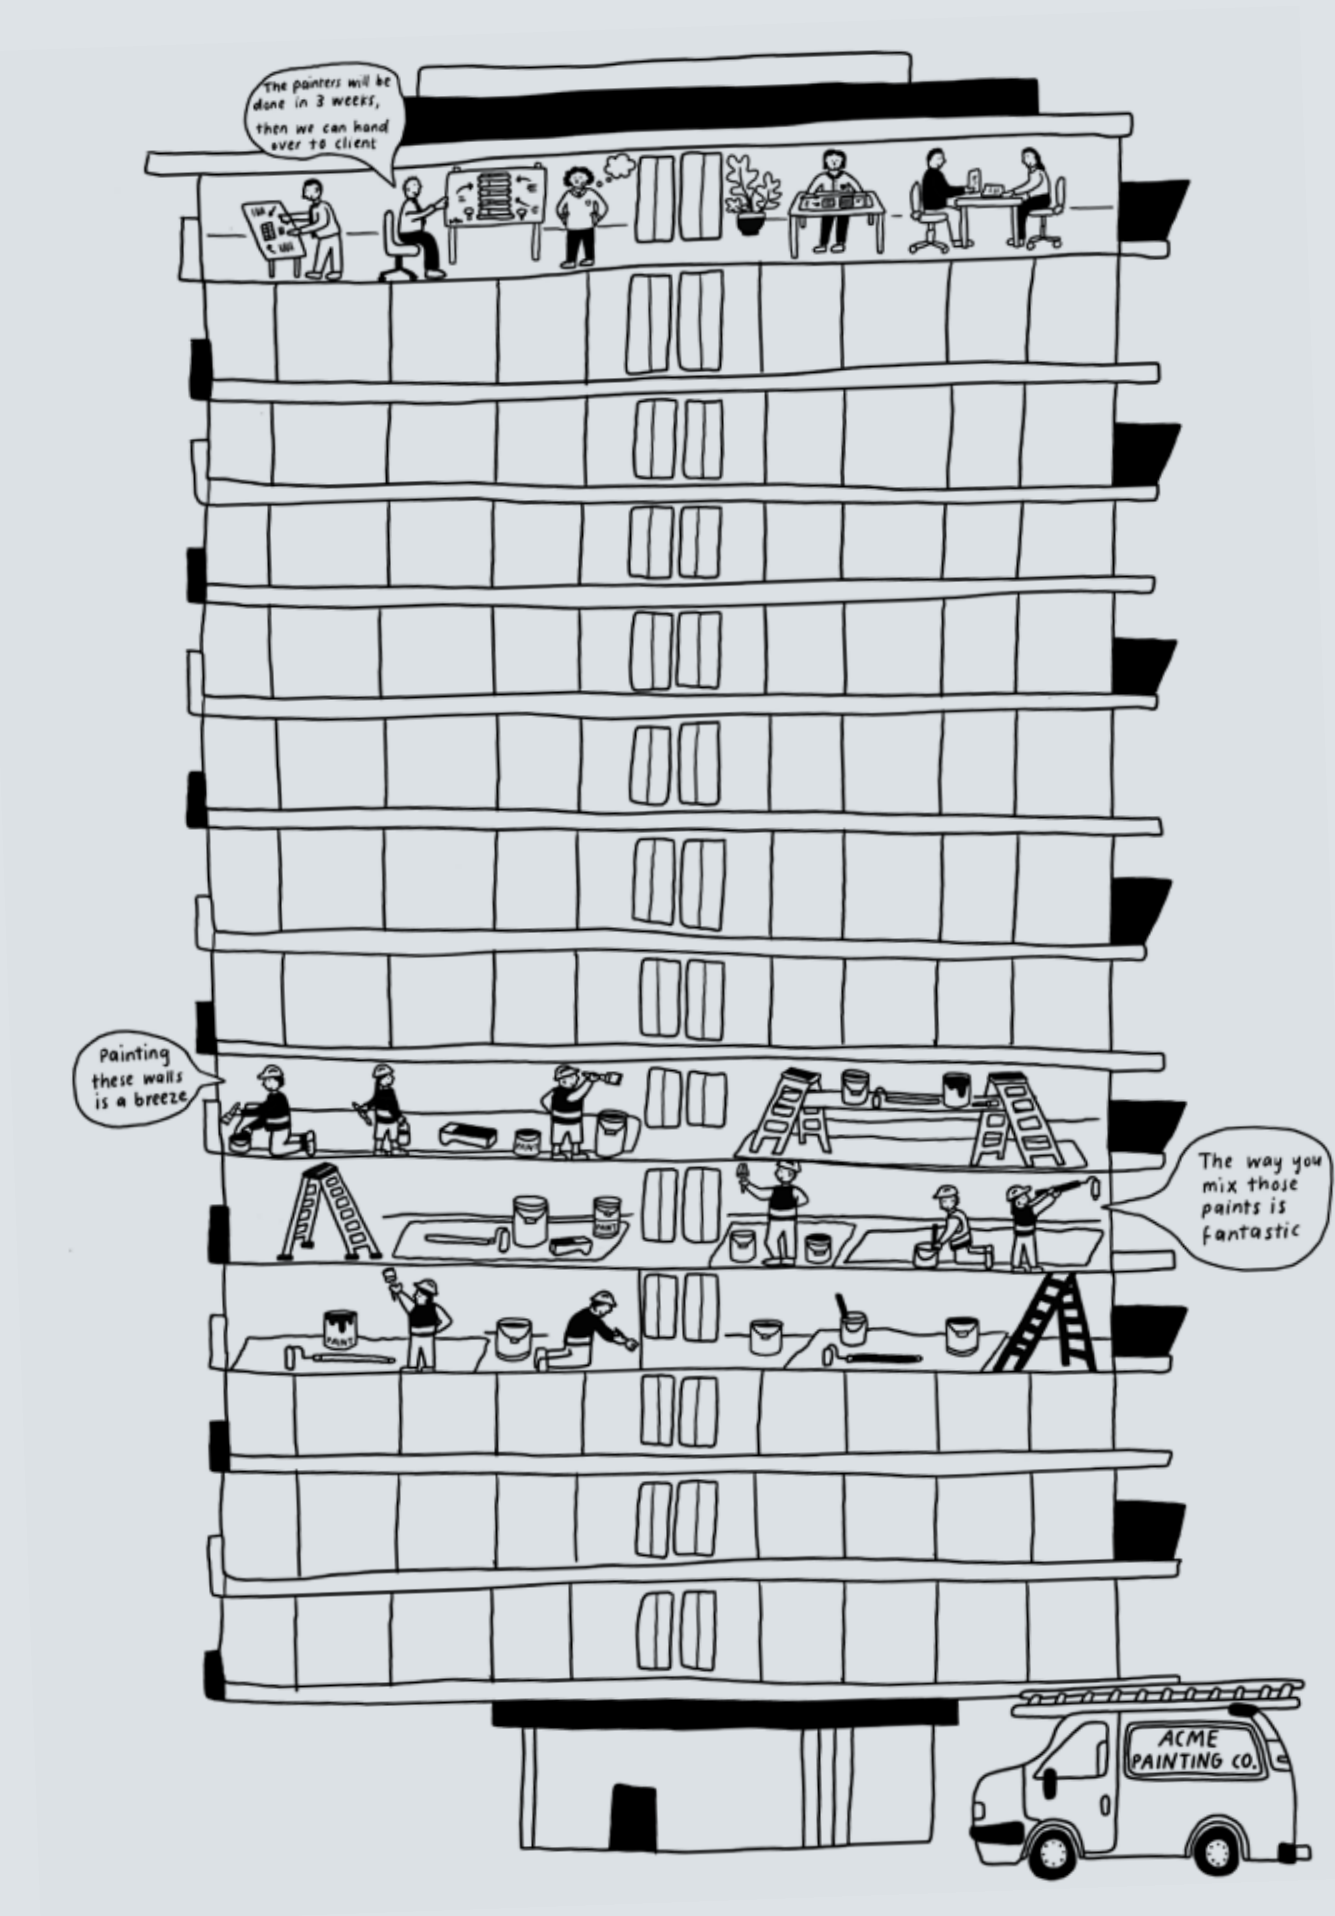 The painters will be
done in 3 weeks,
then we can hand
over to client
Painting
these walls
is a breeze
PAINT
PAINT
The way you
mix those
paints is
fantastic
PAINT
ACME
PAINTING CO.